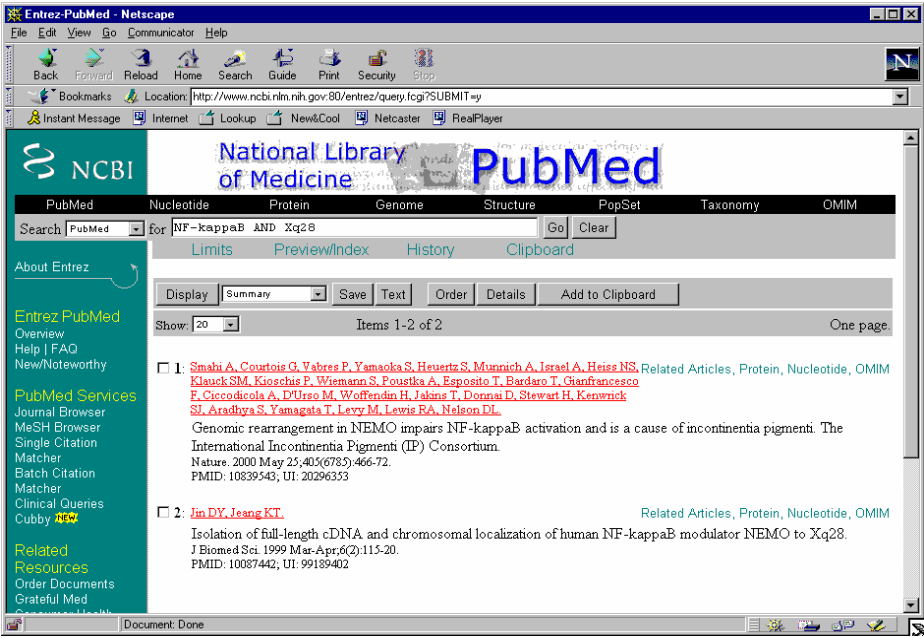 Entrez-PubMed - Netscape
File Edit View Go Communicator Help
Back Forward Reload Home Search Guide Print Security Stop
N
Bookmarks Location: http://www.ncbi.nlm.nih.gov:80/entrez/query.fcgi?SUBMIT=y
Instant Message Internet Lookup New&Cool Netcaster RealPlayer
NCBI
National Library
of Medicine
PubMed
PubMed Nucleotide Protein Genome Structure PopSet Taxonomy OMIM
Search PubMed for NF-kappaB AND Xq28 Go Clear
Limits Preview/Index History Clipboard
About Entrez
Display Summary Save Text Order Details Add to Clipboard
Show: 20 Items 1-2 of 2 One page.
Entrez PubMed
Overview
Help | FAQ
New/Noteworthy
PubMed Services
Journal Browser
MeSH Browser
Single Citation
Matcher
Batch Citation
Matcher
Clinical Queries
Cubby NEW
Related
Resources
Order Documents
Grateful Med
Consumer Health
1: Smahi A, Courtois G, Vabres P, Yamaoka S, Heuertz S, Munnich A, Israel A, Heiss NS, Related Articles, Protein, Nucleotide, OMIM
Klauck SM, Kioschis P, Wiemann S, Poustka A, Esposito T, Bardaro T, Gianfrancesco
F, Ciccodicola A, D'Urso M, Woffendin H, Jakins T, Donnai D, Stewart H, Kenwrick
SJ, Aradhya S, Yamagata T, Levy M, Lewis RA, Nelson DL.
Genomic rearrangement in NEMO impairs NF-kappaB activation and is a cause of incontinentia pigmenti. The
International Incontinentia Pigmenti (IP) Consortium.
Nature. 2000 May 25;405(6785):466-72.
PMID: 10839543; UI: 20296353
2: Jin DY, Jeang KT. Related Articles, Protein, Nucleotide, OMIM
Isolation of full-length cDNA and chromosomal localization of human NF-kappaB modulator NEMO to Xq28.
J Biomed Sci. 1999 Mar-Apr;6(2):115-20.
PMID: 10087442; UI: 99189402
Document: Done